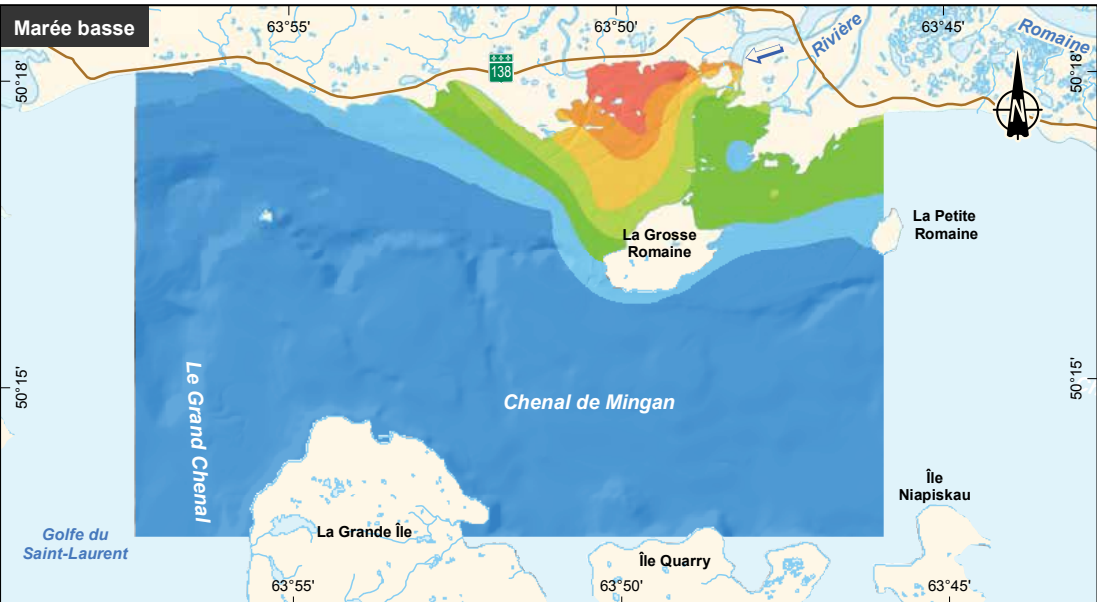 Marée basse
63°55'
63°50'
63°45'
Rivière
Romaine
50°18'
50°18'
138
N
La Grosse
Romaine
La Petite
Romaine
50°15'
50°15'
Le Grand Chenal
Chenal de Mingan
Île
Niapiskau
Golfe du
Saint-Laurent
La Grande Île
Île Quarry
63°55'
63°50'
63°45'